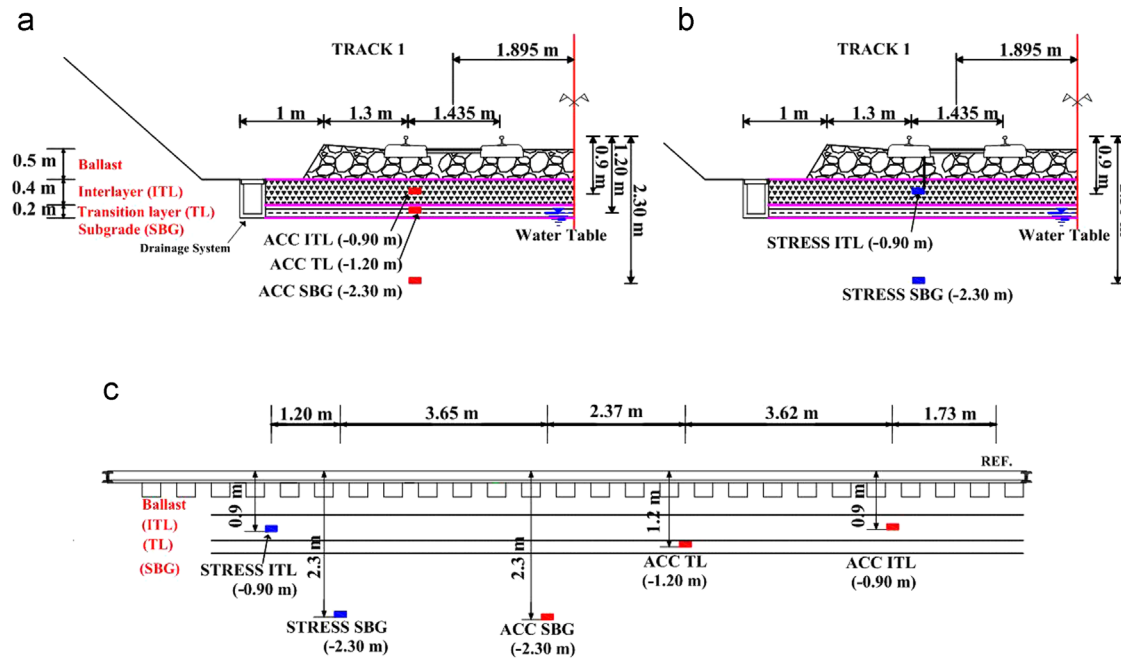 a
TRACK 1
1.895 m
1 m
1.3 m
1.435 m
0.5 m
Ballast
0.4 m
Interlayer (ITL)
0.2 m
Transition layer (TL)
Subgrade (SBG)
Drainage System
0.9 m
1.20 m
2.30 m
Water Table
ACC ITL (-0.90 m)
ACC TL (-1.20 m)
ACC SBG (-2.30 m)
b
TRACK 1
1.895 m
1 m
1.3 m
1.435 m
0.9 m
Water Table
STRESS ITL (-0.90 m)
STRESS SBG (-2.30 m)
c
1.20 m
3.65 m
2.37 m
3.62 m
1.73 m
REF.
Ballast
(ITL)
(TL)
(SBG)
0.9 m
2.3 m
2.3 m
1.2 m
0.9 m
STRESS ITL
(-0.90 m)
STRESS SBG
(-2.30 m)
ACC SBG
(-2.30 m)
ACC TL
(-1.20 m)
ACC ITL
(-0.90 m)